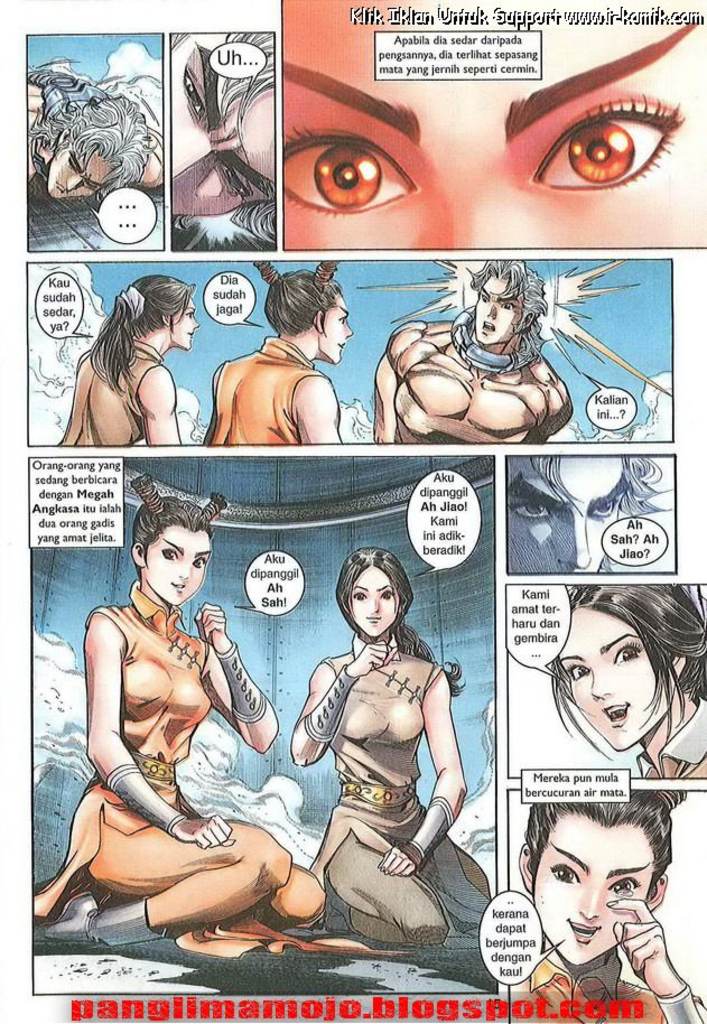 Klik Iklan Untuk Support www.ir-komik.com
Apabila dia sedar daripada
pengsannya, dia terlihat sepasang
mata yang jernih seperti cermin.
...
...
Uh...
Kau
sudah
sedar,
ya?
Dia
sudah
jaga!
Kalian
ini...?
Orang-orang yang
sedang berbicara
dengan Megah
Angkasa itu ialah
dua orang gadis
yang amat jelita.
Aku
dipanggil
Ah
Sah!
Aku
dipanggil
Ah Jiao!
Kami
ini adik-
beradik!
Ah
Sah? Ah
Jiao?
Kami
amat ter-
haru dan
gembira
...
Mereka pun mula
bercucuran air mata.
..
kerana
dapat
berjumpa
dengan
kau!
panglimamojo.blogspot.com